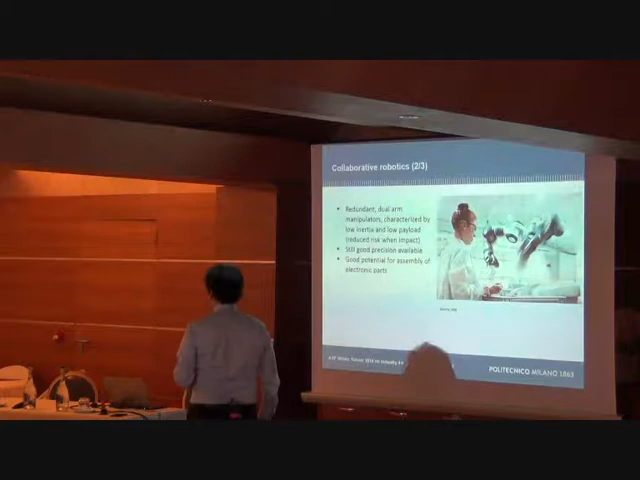 Collaborative robotics (2/3)
• Redundant, dual arm
manipulators, characterized by
low inertia and low payload
(reduced risk when impact)
• Still good precision available
• Good potential for assembly of
electronic parts
POLITECNICO MILANO 1863